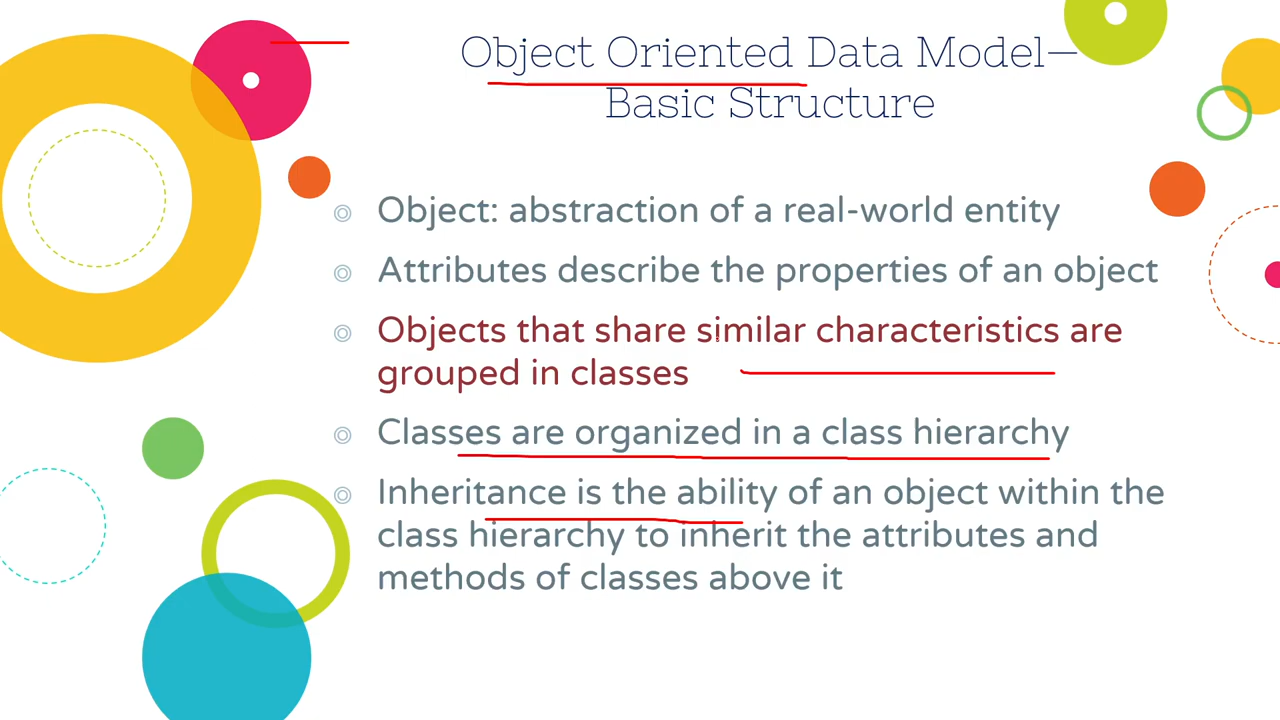 Object Oriented Data Model—
Basic Structure
Object: abstraction of a real-world entity
Attributes describe the properties of an object
Objects that share similar characteristics are
grouped in classes
Classes are organized in a class hierarchy
Inheritance is the ability of an object within the
class hierarchy to inherit the attributes and
methods of classes above it